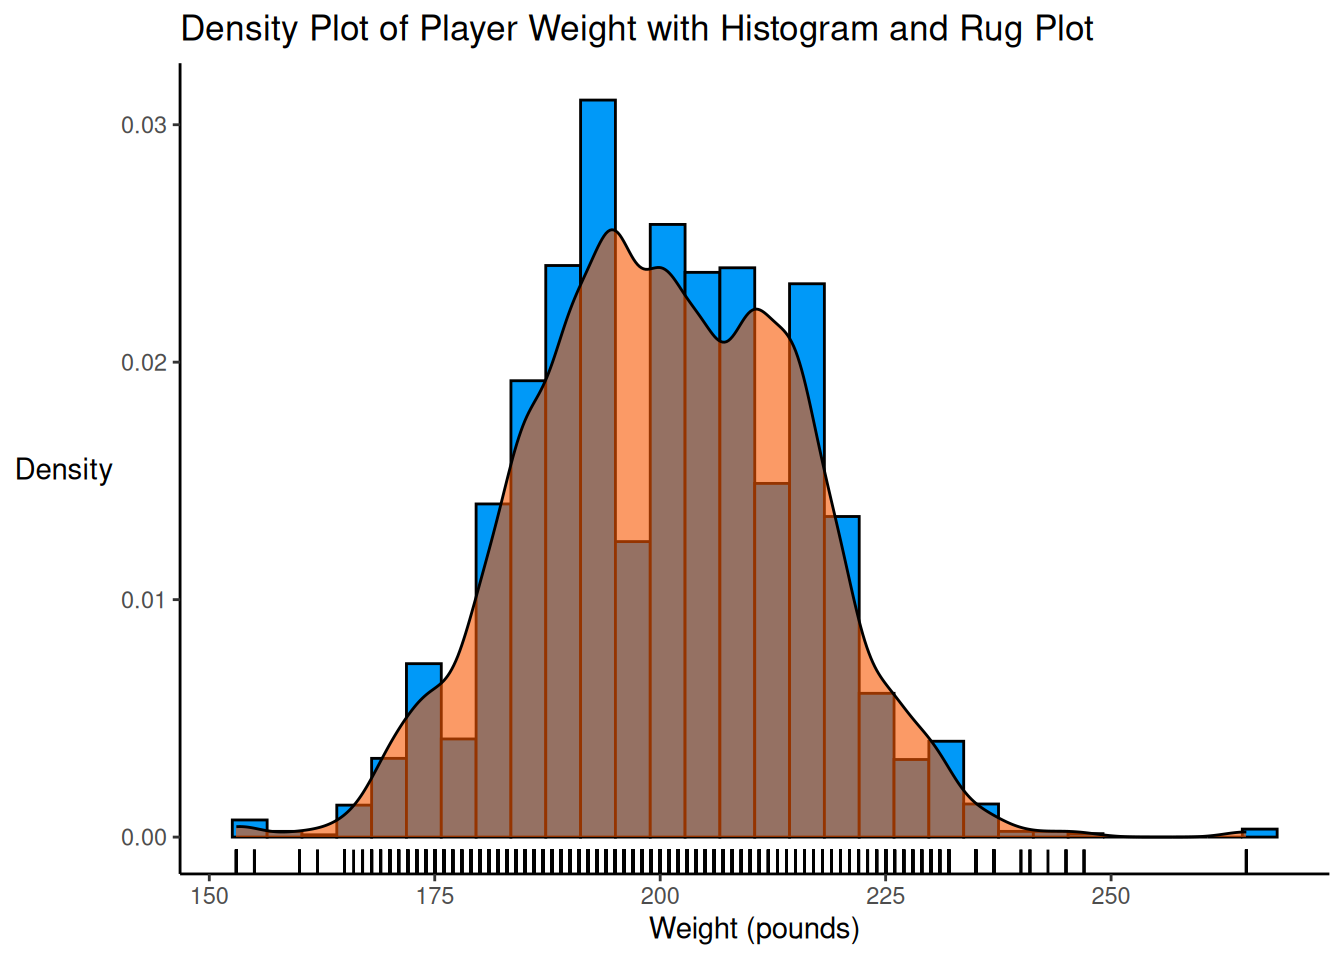 Density Plot of Player Weight with Histogram and Rug Plot
0.03
0.02
Density
0.01
0.00
150 175 200 225 250
Weight (pounds)